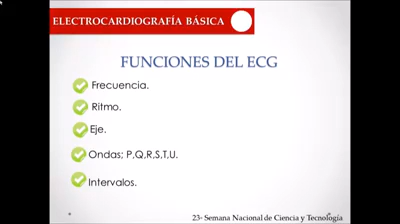 ELECTROCARDIOGRAFÍA BÁSICA
FUNCIONES DEL ECG
Frecuencia.
Ritmo.
Eje.
Ondas; P,Q,R,S,T,U.
Intervalos.
23ª Semana Nacional de Ciencia y Tecnología